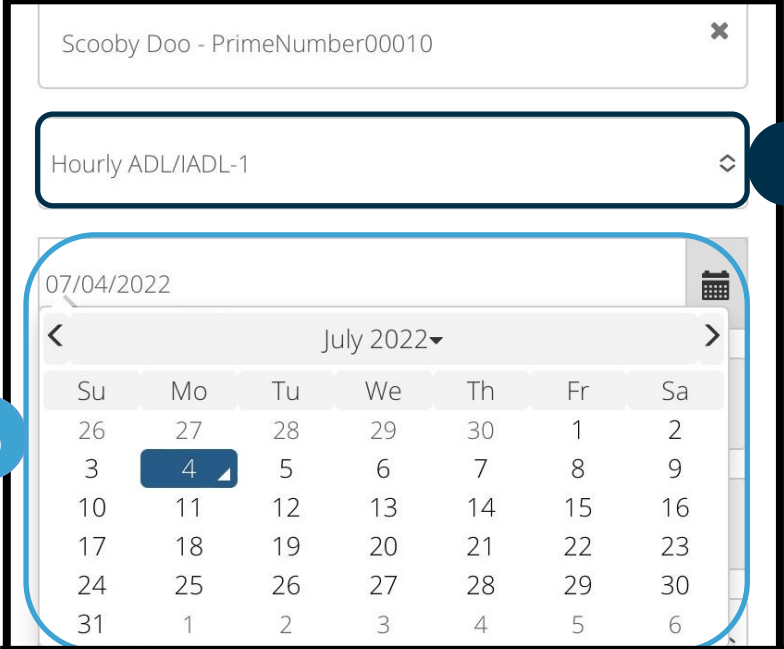 Scooby Doo - PrimeNumber00010
Hourly ADL/IADL-1
07/04/2022
July 2022
Su Mo Tu We Th Fr Sa
26 27 28 29 30 1 2
3 4 5 6 7 8 9
10 11 12 13 14 15 16
17 18 19 20 21 22 23
24 25 26 27 28 29 30
31 1 2 3 4 5 6